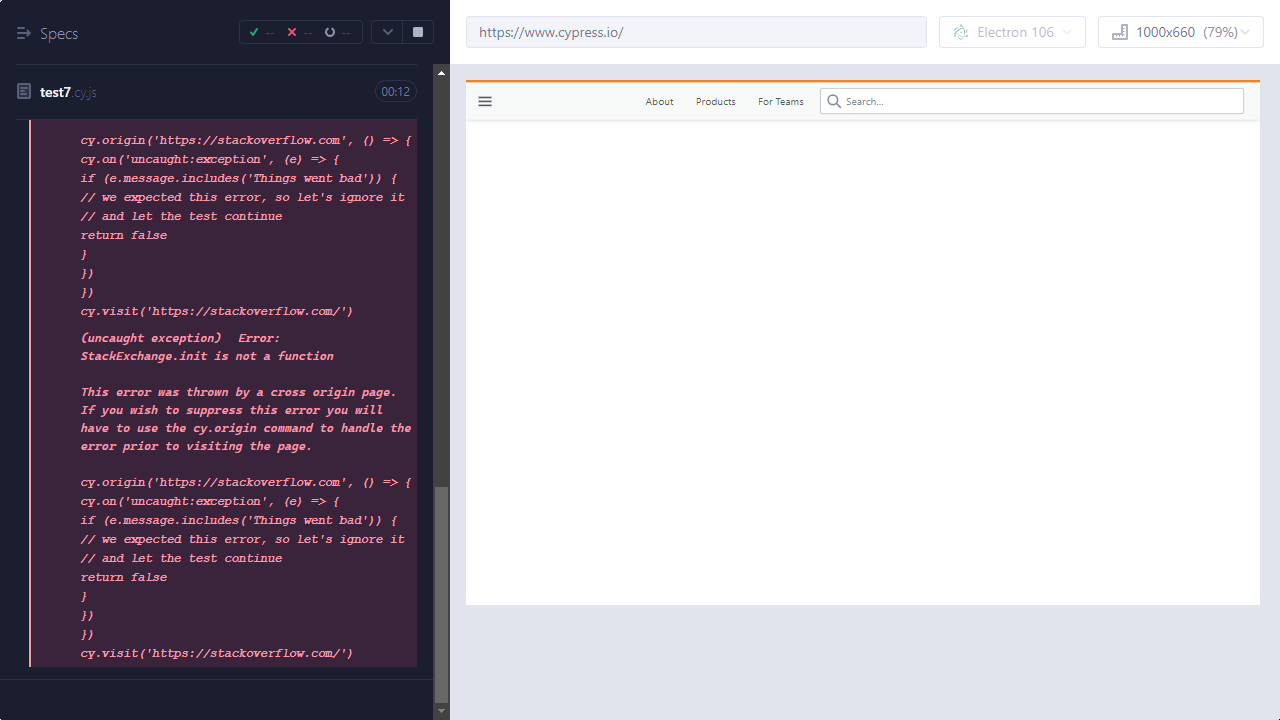 Specs
-- -- --
https://www.cypress.io/
Electron 106
1000x660 (79%)
test7.cy.js
00:12
About
Products
For Teams
Search...
cy.origin('https://stackoverflow.com', () => {
cy.on('uncaught:exception', (e) => {
if (e.message.includes('Things went bad')) {
// we expected this error, so let's ignore it
// and let the test continue
return false
}
})
})
cy.visit('https://stackoverflow.com/')
(uncaught exception) Error:
StackExchange.init is not a function
This error was thrown by a cross origin page.
If you wish to suppress this error you will
have to use the cy.origin command to handle the
error prior to visiting the page.
cy.origin('https://stackoverflow.com', () => {
cy.on('uncaught:exception', (e) => {
if (e.message.includes('Things went bad')) {
// we expected this error, so let's ignore it
// and let the test continue
return false
}
})
})
cy.visit('https://stackoverflow.com/')